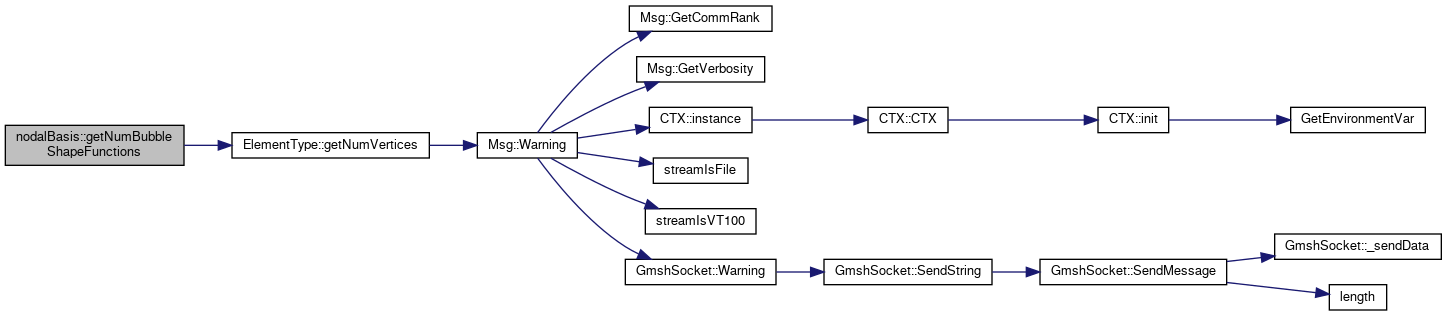 Msg::GetCommRank
Msg::GetVerbosity
nodalBasis::getNumBubble
ShapeFunctions
ElementType::getNumVertices
Msg::Warning
CTX::instance
CTX::CTX
CTX::init
GetEnvironmentVar
streamIsFile
streamIsVT100
GmshSocket::Warning
GmshSocket::SendString
GmshSocket::SendMessage
GmshSocket::_sendData
length